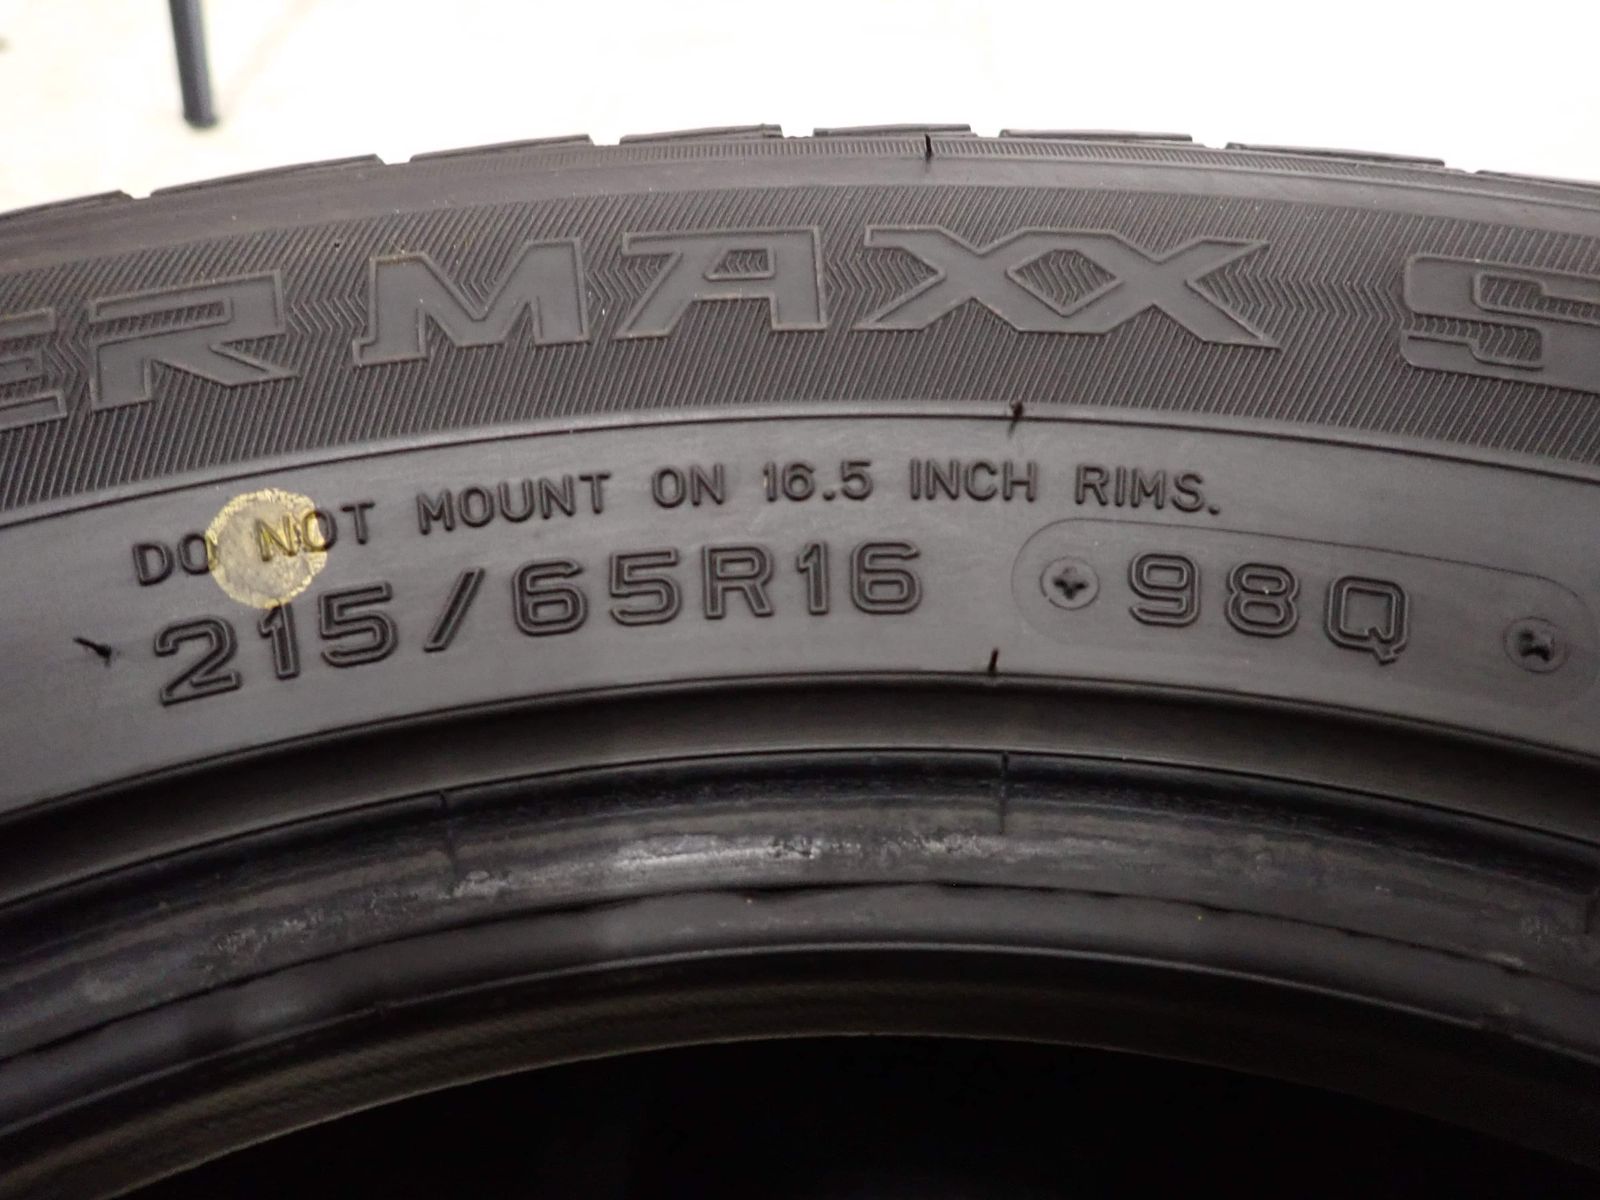 ER MAXX S
DO NOT MOUNT ON 16.5 INCH RIMS.
215/65R16 98Q